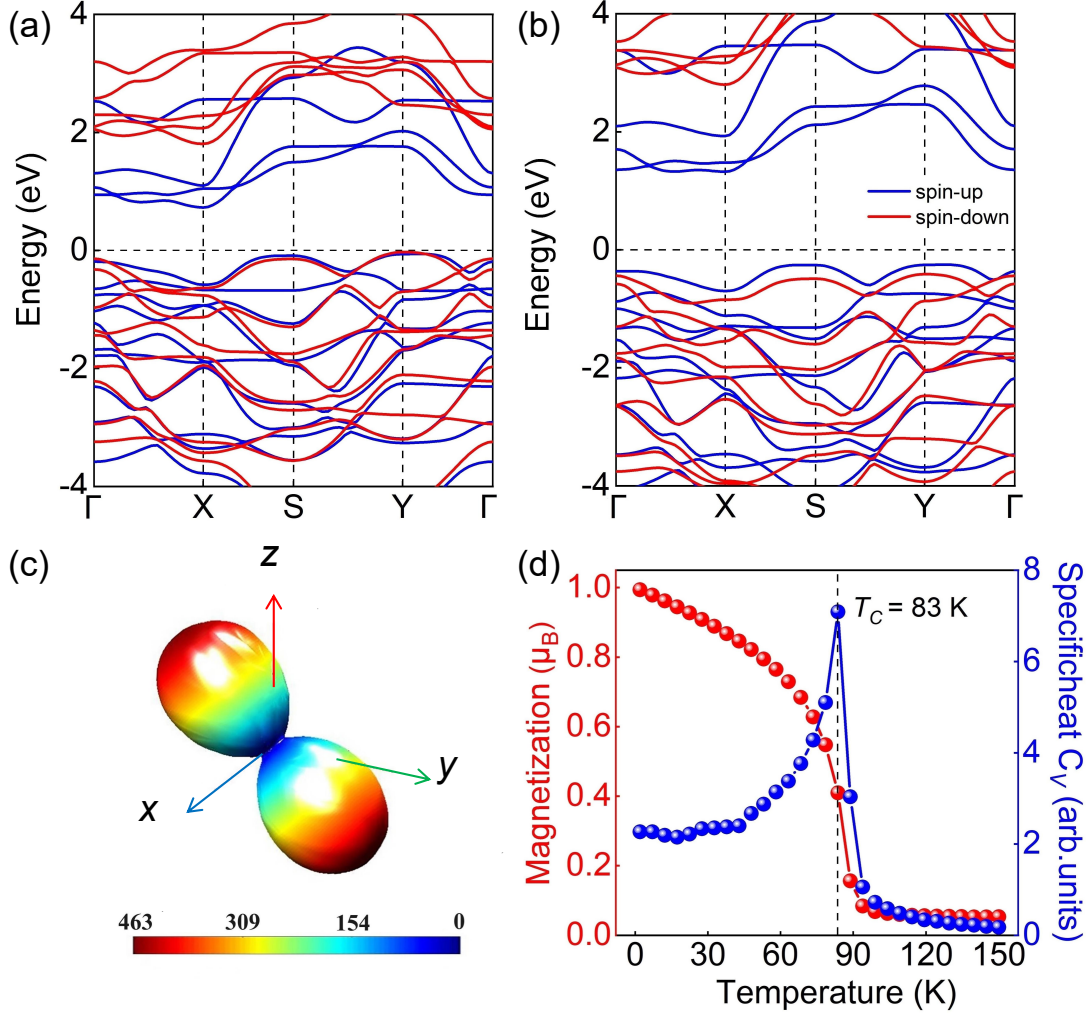 (a)
4
2
0
-2
-4
Energy (eV)
Γ X S Y Γ
(b)
4
2
0
-2
-4
Energy (eV)
spin-up
spin-down
Γ X S Y Γ
(c)
z
x
y
463 309 154 0
(d)
1.0
0.8
0.6
0.4
0.2
0.0
Magnetization (μB)
T_C = 83 K
8
6
4
2
0
Specificheat C_V (arb.units)
0 30 60 90 120 150
Temperature (K)